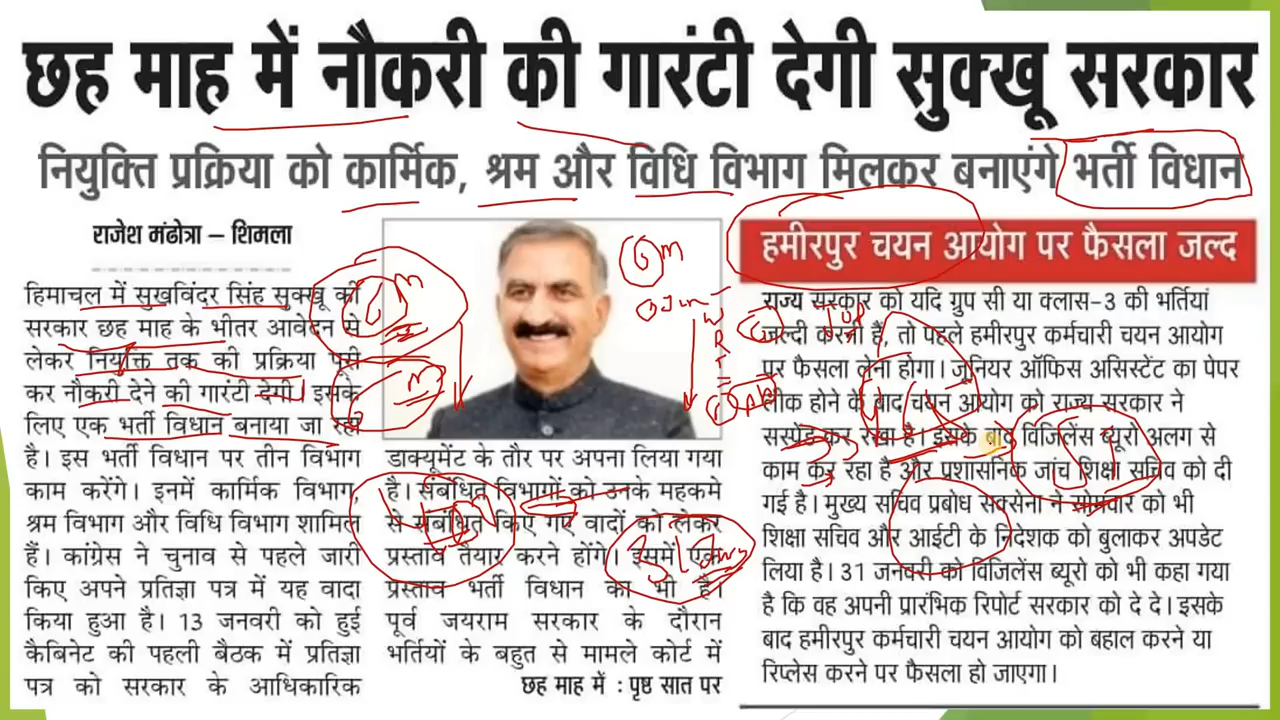 छह माह में नौकरी की गारंटी देगी सुक्खू सरकार
नियुक्ति प्रक्रिया को कार्मिक, श्रम और विधि विभाग मिलकर बनाएंगे भर्ती विधान
राजेश मंढोत्रा – शिमला
हिमाचल में सुखविंदर सिंह सुक्खू की
सरकार छह माह के भीतर आवेदन से
लेकर नियुक्ति तक की प्रक्रिया पूरी
कर नौकरी देने की गारंटी देगी। इसके
लिए एक भर्ती विधान बनाया जा रहा
है। इस भर्ती विधान पर तीन विभाग
काम करेंगे। इनमें कार्मिक विभाग,
श्रम विभाग और विधि विभाग शामिल
हैं। कांग्रेस ने चुनाव से पहले जारी
किए अपने प्रतिज्ञा पत्र में यह वादा
किया हुआ है। 13 जनवरी को हुई
कैबिनेट की पहली बैठक में प्रतिज्ञा
पत्र को सरकार के आधिकारिक
डाक्यूमेंट के तौर पर अपना लिया गया
है। संबंधित विभागों को उनके महकमे
से संबंधित किए गए वादों को लेकर
प्रस्ताव तैयार करने होंगे। इसमें एक
प्रस्ताव भर्ती विधान का भी है।
पूर्व जयराम सरकार के दौरान
भर्तियों के बहुत से मामले कोर्ट में
छह माह में : पृष्ठ सात पर
हमीरपुर चयन आयोग पर फैसला जल्द
राज्य सरकार को यदि ग्रुप सी या क्लास-3 की भर्तियां
जल्दी करनी हैं, तो पहले हमीरपुर कर्मचारी चयन आयोग
पर फैसला लेना होगा। जूनियर ऑफिस असिस्टेंट का पेपर
लीक होने के बाद चयन आयोग को राज्य सरकार ने
सस्पेंड कर रखा है। इसके बाद विजिलेंस ब्यूरो अलग से
काम कर रहा है और प्रशासनिक जांच शिक्षा सचिव को दी
गई है। मुख्य सचिव प्रबोध सक्सेना ने सोमवार को भी
शिक्षा सचिव और आईटी के निदेशक को बुलाकर अपडेट
लिया है। 31 जनवरी को विजिलेंस ब्यूरो को भी कहा गया
है कि वह अपनी प्रारंभिक रिपोर्ट सरकार को दे दे। इसके
बाद हमीरपुर कर्मचारी चयन आयोग को बहाल करने या
रिप्लेस करने पर फैसला हो जाएगा।